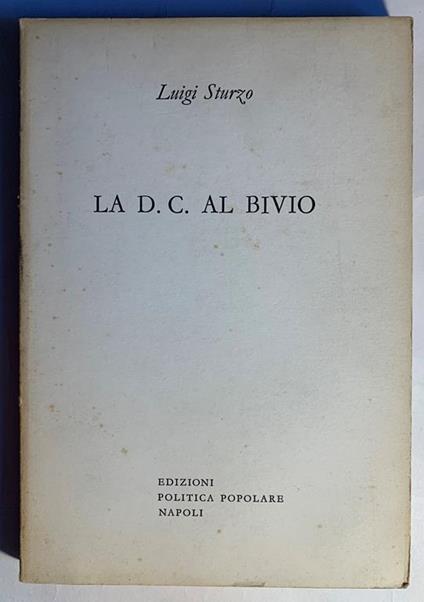 Luigi Sturzo
LA D. C. AL BIVIO
EDIZIONI
POLITICA POPOLARE
NAPOLI